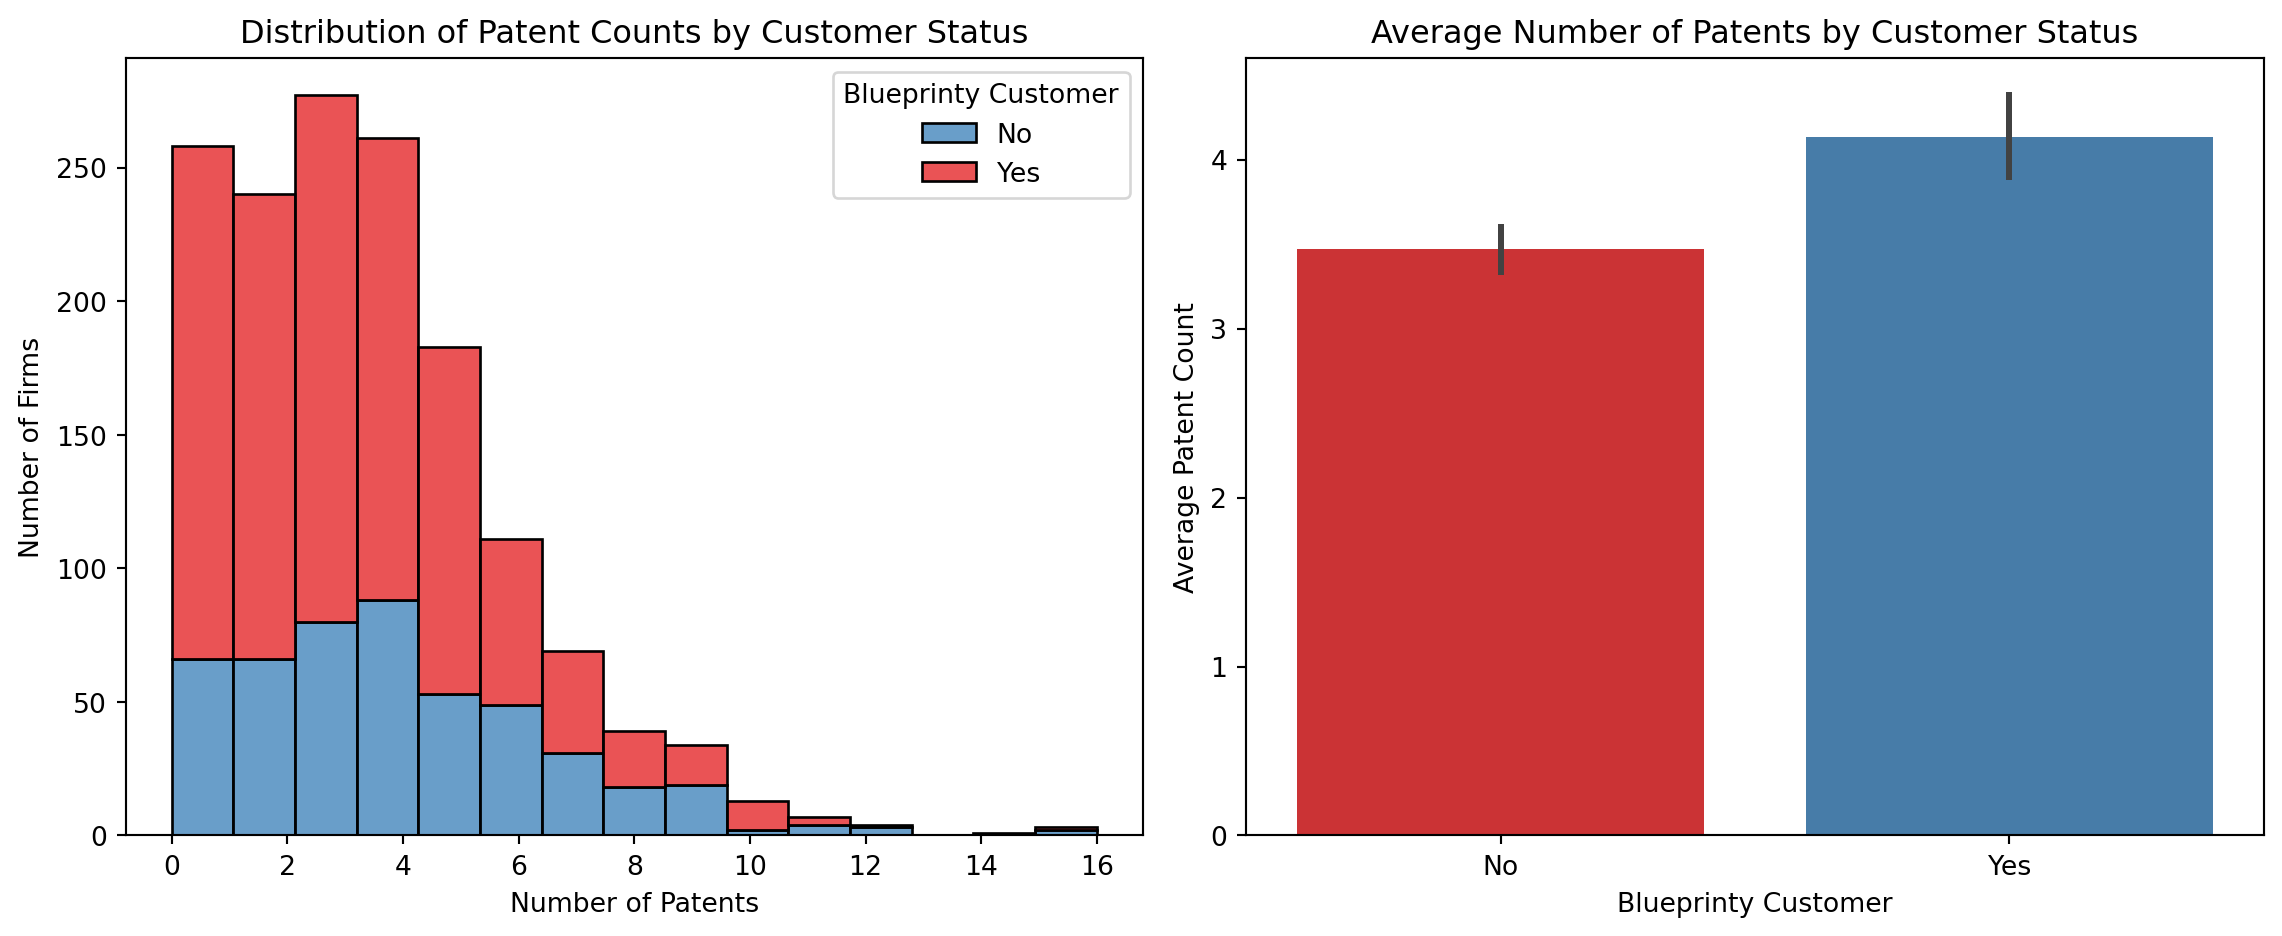 Distribution of Patent Counts by Customer Status
Number of Firms
250
200
150
100
50
0
Blueprinty Customer
No
Yes
0 2 4 6 8 10 12 14 16
Number of Patents
Average Number of Patents by Customer Status
Average Patent Count
4
3
2
1
0
No Yes
Blueprinty Customer